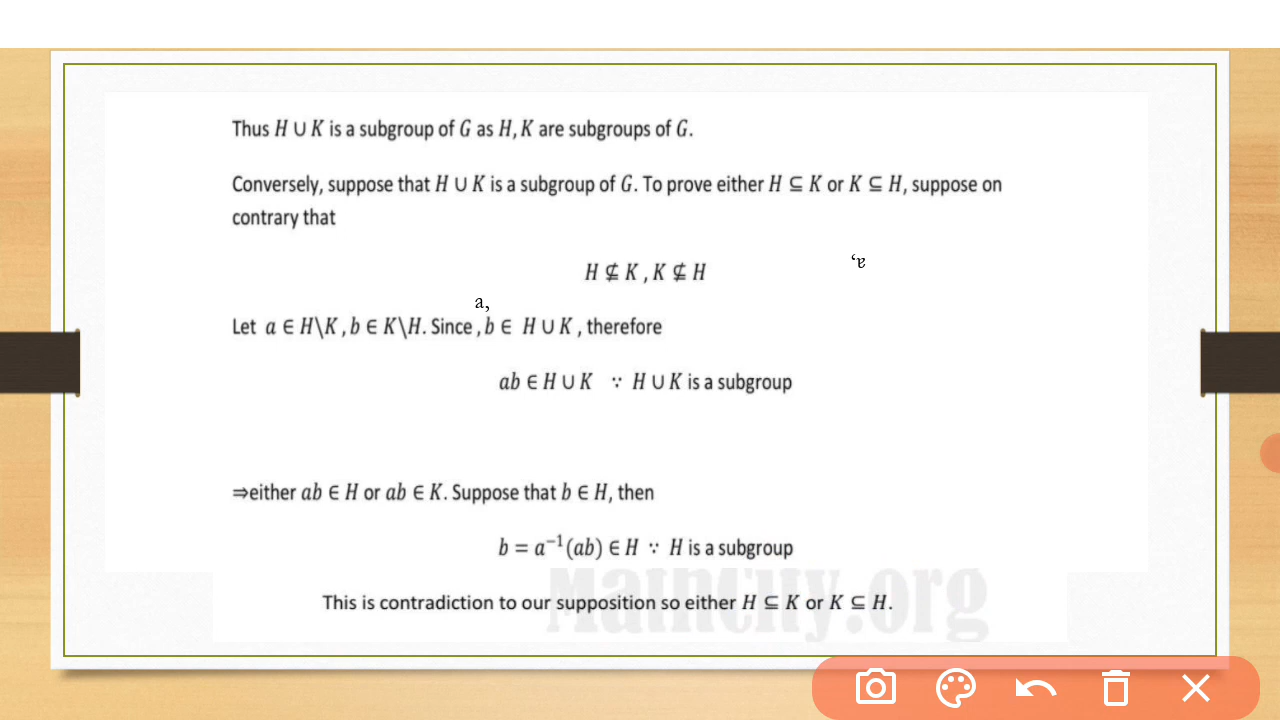 Thus H ∪ K is a subgroup of G as H, K are subgroups of G.
Conversely, suppose that H ∪ K is a subgroup of G. To prove either H ⊆ K or K ⊆ H, suppose on
contrary that
H ⊈ K , K ⊈ H
a,
a,
Let a ∈ H\K , b ∈ K\H. Since , b ∈ H ∪ K , therefore
ab ∈ H ∪ K ∵ H ∪ K is a subgroup
⇒either ab ∈ H or ab ∈ K. Suppose that b ∈ H, then
b = a⁻¹(ab) ∈ H ∵ H is a subgroup
This is contradiction to our supposition so either H ⊆ K or K ⊆ H.
MathCity.org